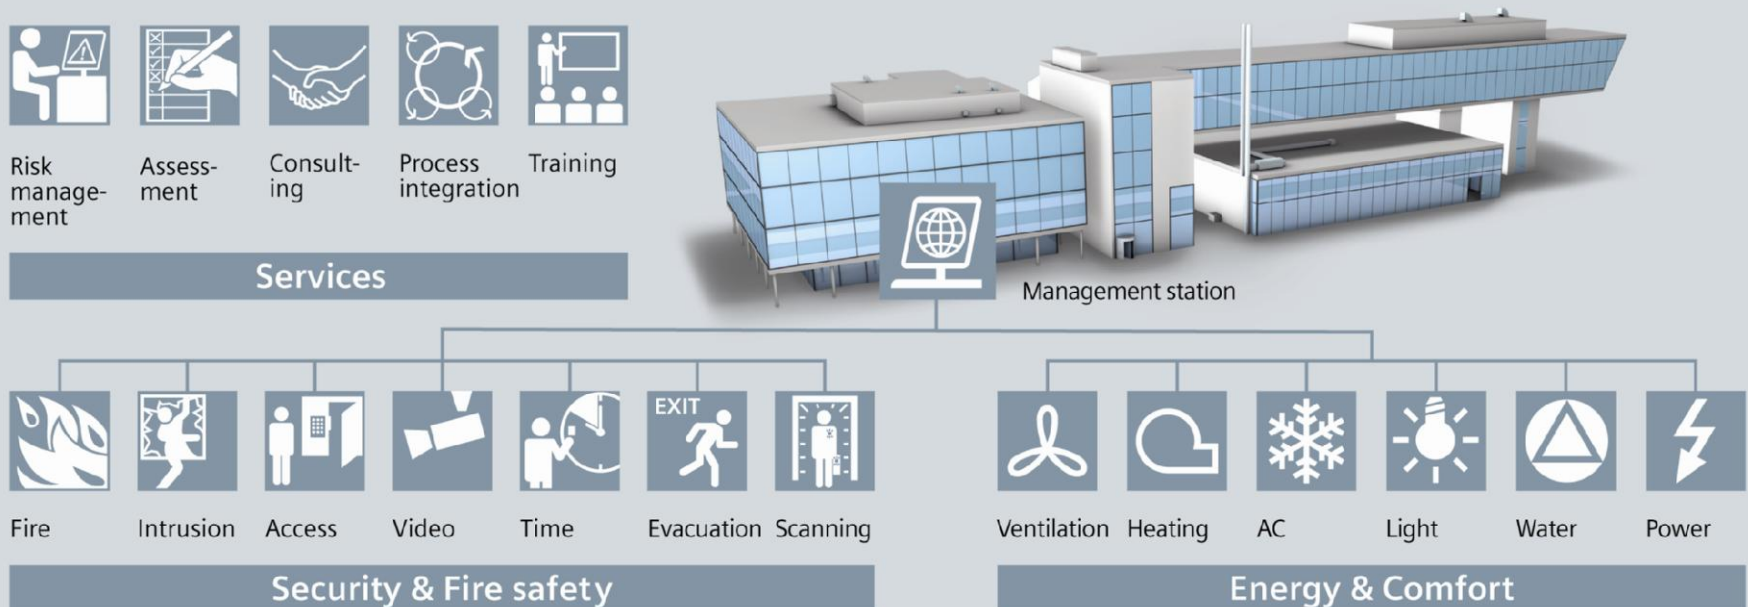 Risk
manage-
ment
Assess-
ment
Consult-
ing
Process
integration
Training
Services
Management station
EXIT
Fire
Intrusion
Access
Video
Time
Evacuation
Scanning
Security & Fire safety
Ventilation
Heating
AC
Light
Water
Power
Energy & Comfort